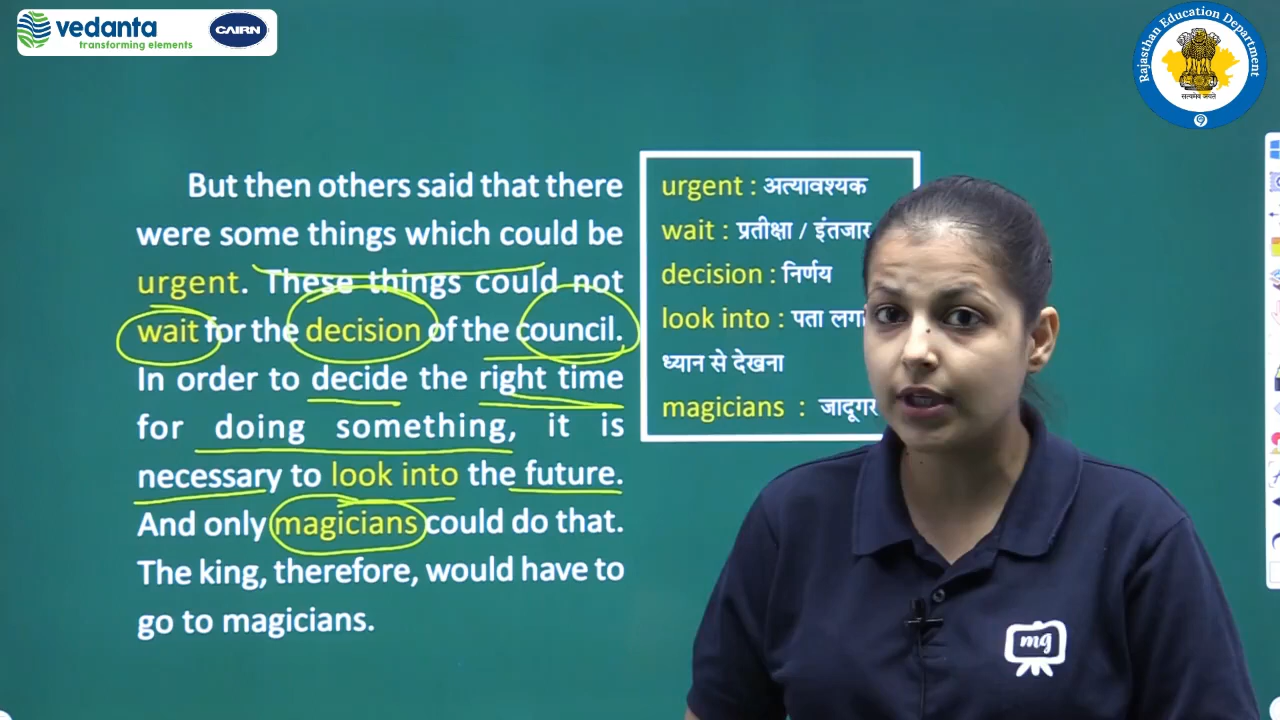 vedanta
transforming elements
CAIRN
Rajasthan Education Department
सत्यमेव जयते
But then others said that there
were some things which could be
urgent. These things could not
wait for the decision of the council.
In order to decide the right time
for doing something, it is
necessary to look into the future.
And only magicians could do that.
The king, therefore, would have to
go to magicians.
urgent : अत्यावश्यक
wait : प्रतीक्षा / इंतजार
decision : निर्णय
look into : पता
ध्यान से देखना
magicians : जादूगर
mg